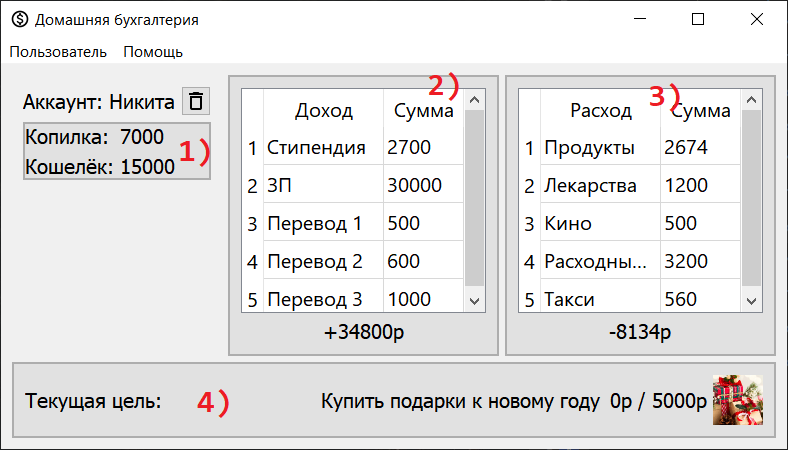 Домашняя бухгалтерия
Пользователь Помощь
Аккаунт: Никита
Копилка: 7000
Кошелёк: 15000
1)
2)
Доход Сумма
1 Стипендия 2700
2 ЗП 30000
3 Перевод 1 500
4 Перевод 2 600
5 Перевод 3 1000
+34800р
3)
Расход Сумма
1 Продукты 2674
2 Лекарства 1200
3 Кино 500
4 Расходны... 3200
5 Такси 560
-8134р
Текущая цель: 4) Купить подарки к новому году 0р / 5000р